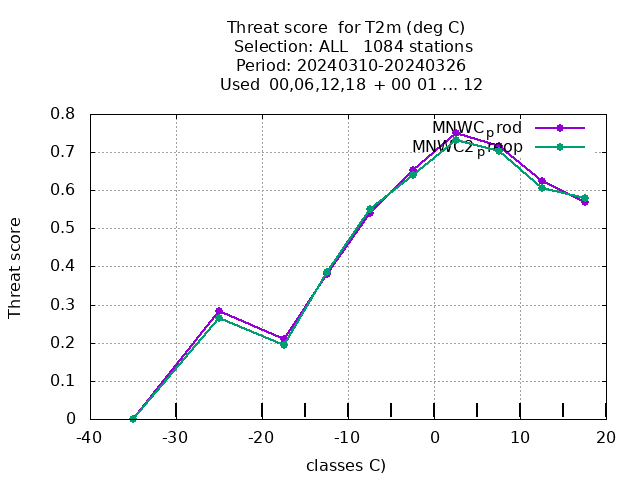 Threat score  for T2m (deg C)
Selection: ALL   1084 stations
Period: 20240310-20240326
Used  00,06,12,18  + 00 01 ... 12
MNWCprod
MNWC2preop
0.8
0.7
0.6
0.5
0.4
0.3
0.2
0.1
0
Threat score
-40 -30 -20 -10 0 10 20
classes C)